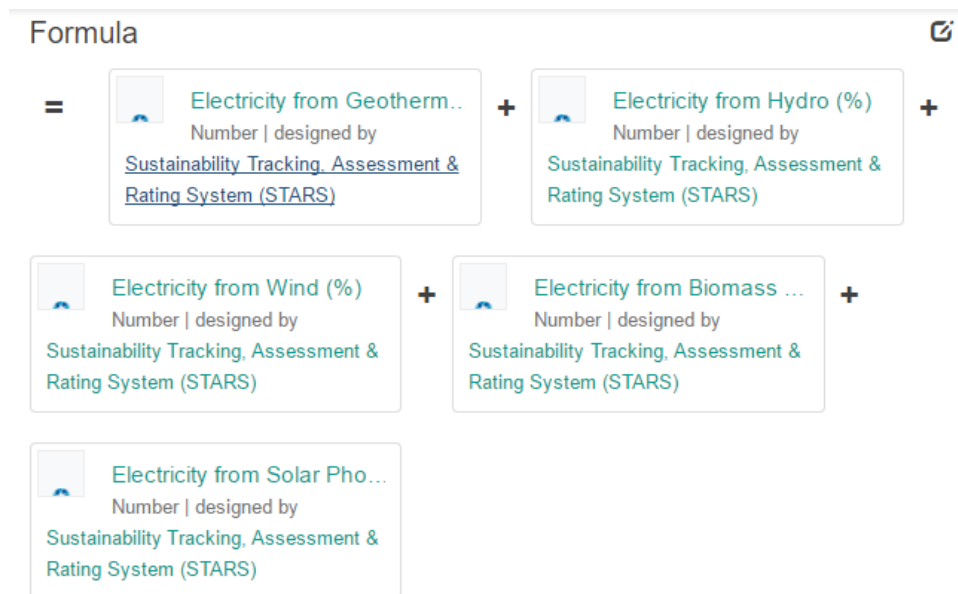 Formula
= Electricity from Geotherm.. + Electricity from Hydro (%) +
Number | designed by Number | designed by
Sustainability Tracking, Assessment & Sustainability Tracking, Assessment &
Rating System (STARS) Rating System (STARS)
Electricity from Wind (%) + Electricity from Biomass ... +
Number | designed by Number | designed by
Sustainability Tracking, Assessment & Sustainability Tracking, Assessment &
Rating System (STARS) Rating System (STARS)
Electricity from Solar Pho...
Number | designed by
Sustainability Tracking, Assessment &
Rating System (STARS)